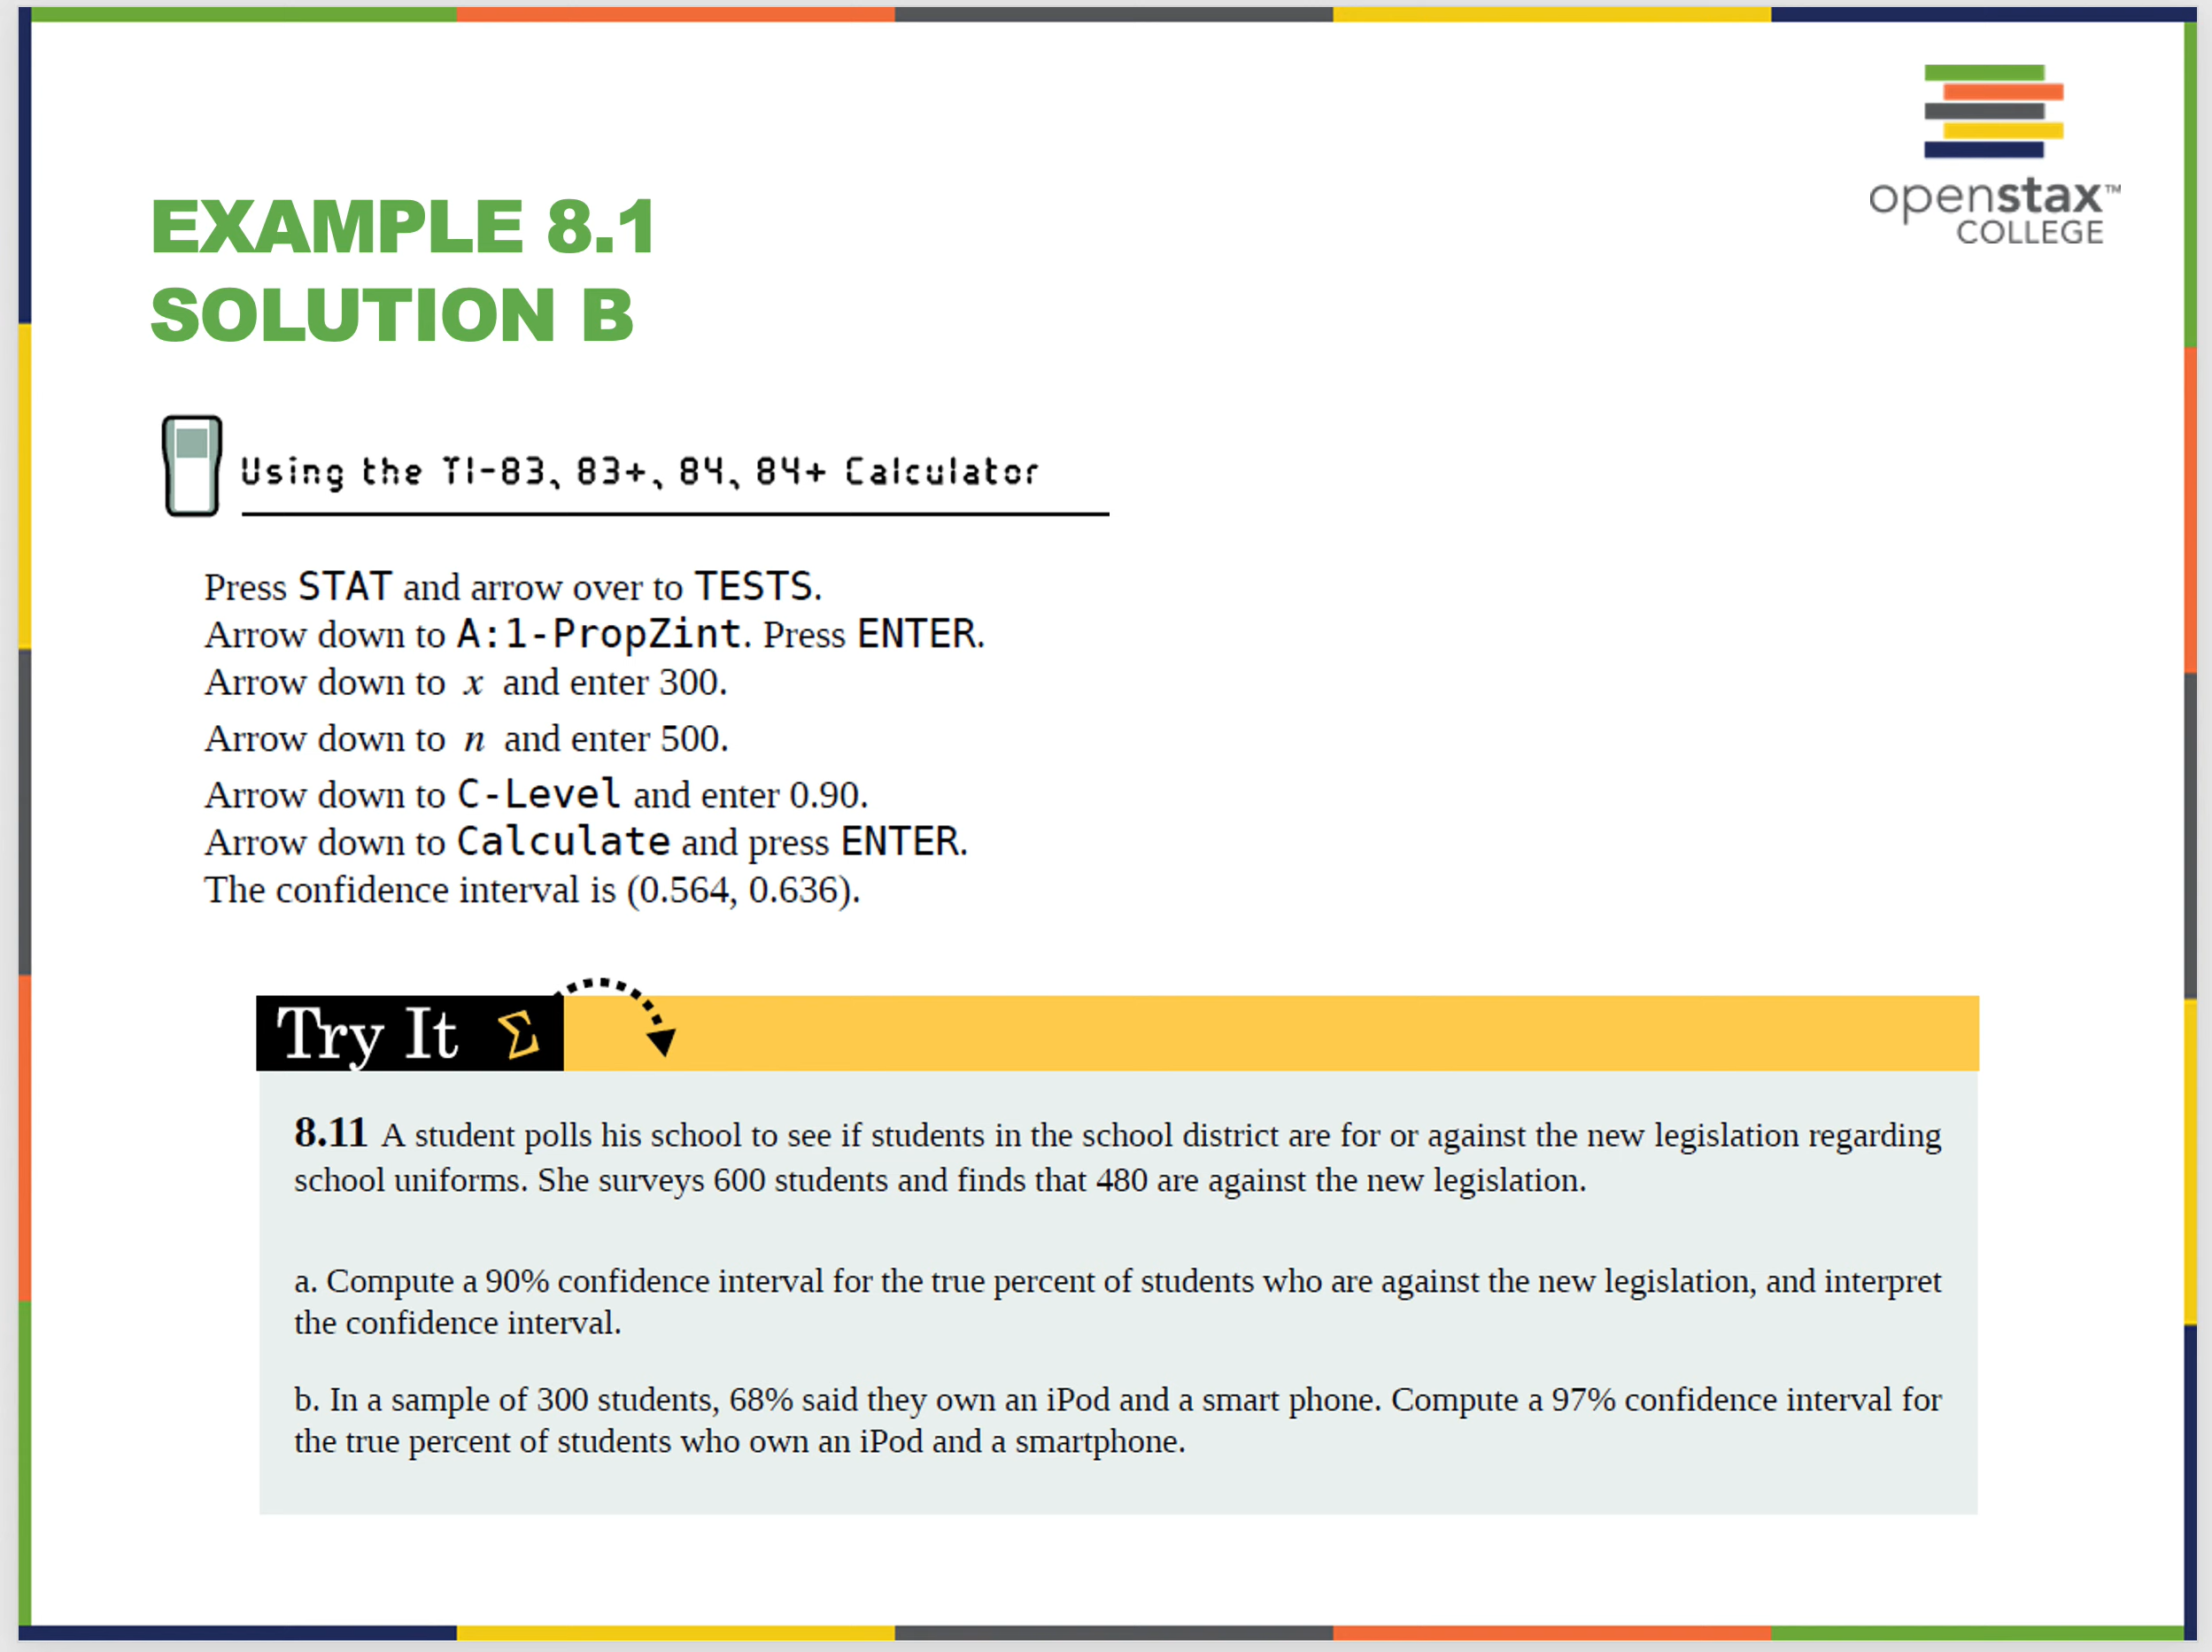 openstax™
COLLEGE
EXAMPLE 8.1
SOLUTION B
Using the TI-83, 83+, 84, 84+ Calculator
Press STAT and arrow over to TESTS.
Arrow down to A:1-PropZint. Press ENTER.
Arrow down to x and enter 300.
Arrow down to n and enter 500.
Arrow down to C-Level and enter 0.90.
Arrow down to Calculate and press ENTER.
The confidence interval is (0.564, 0.636).
Try It Σ
8.11 A student polls his school to see if students in the school district are for or against the new legislation regarding
school uniforms. She surveys 600 students and finds that 480 are against the new legislation.
a. Compute a 90% confidence interval for the true percent of students who are against the new legislation, and interpret
the confidence interval.
b. In a sample of 300 students, 68% said they own an iPod and a smart phone. Compute a 97% confidence interval for
the true percent of students who own an iPod and a smartphone.